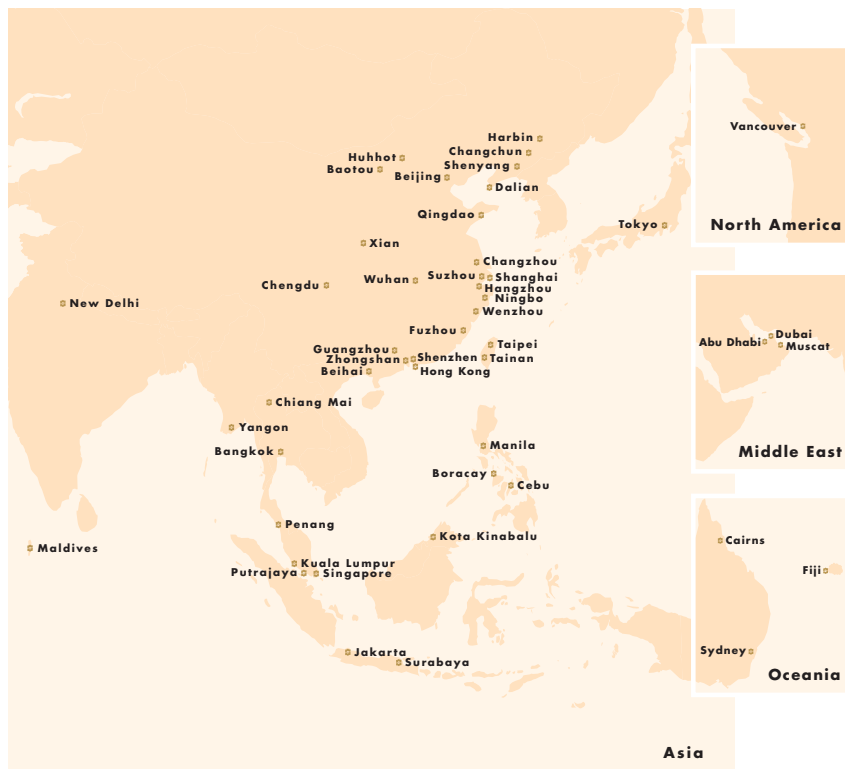 Harbin
Changchun
Huhhot
Shenyang
Baotou
Beijing
Dalian
Qingdao
Tokyo
Xian
Changzhou
Suzhou
Shanghai
Wuhan
Chengdu
Hangzhou
Ningbo
New Delhi
Wenzhou
Fuzhou
Taipei
Guangzhou
Zhongshan
Shenzhen
Tainan
Beihai
Hong Kong
Chiang Mai
Yangon
Manila
Bangkok
Boracay
Cebu
Penang
Kota Kinabalu
Maldives
Kuala Lumpur
Putrajaya
Singapore
Jakarta
Surabaya
Asia
Vancouver
North America
Dubai
Abu Dhabi
Muscat
Middle East
Cairns
Fiji
Sydney
Oceania